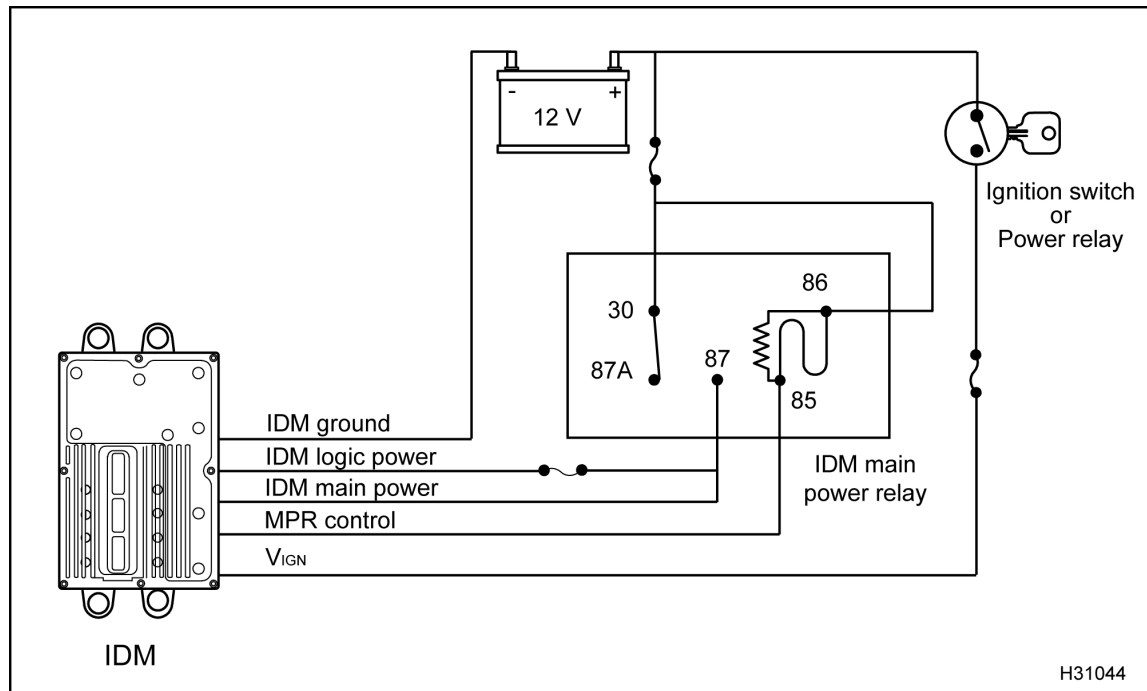 - +
12 V
Ignition switch
or
Power relay
86
30
87
87A
85
IDM main
power relay
IDM ground
IDM logic power
IDM main power
MPR control
VIGN
IDM
H31044